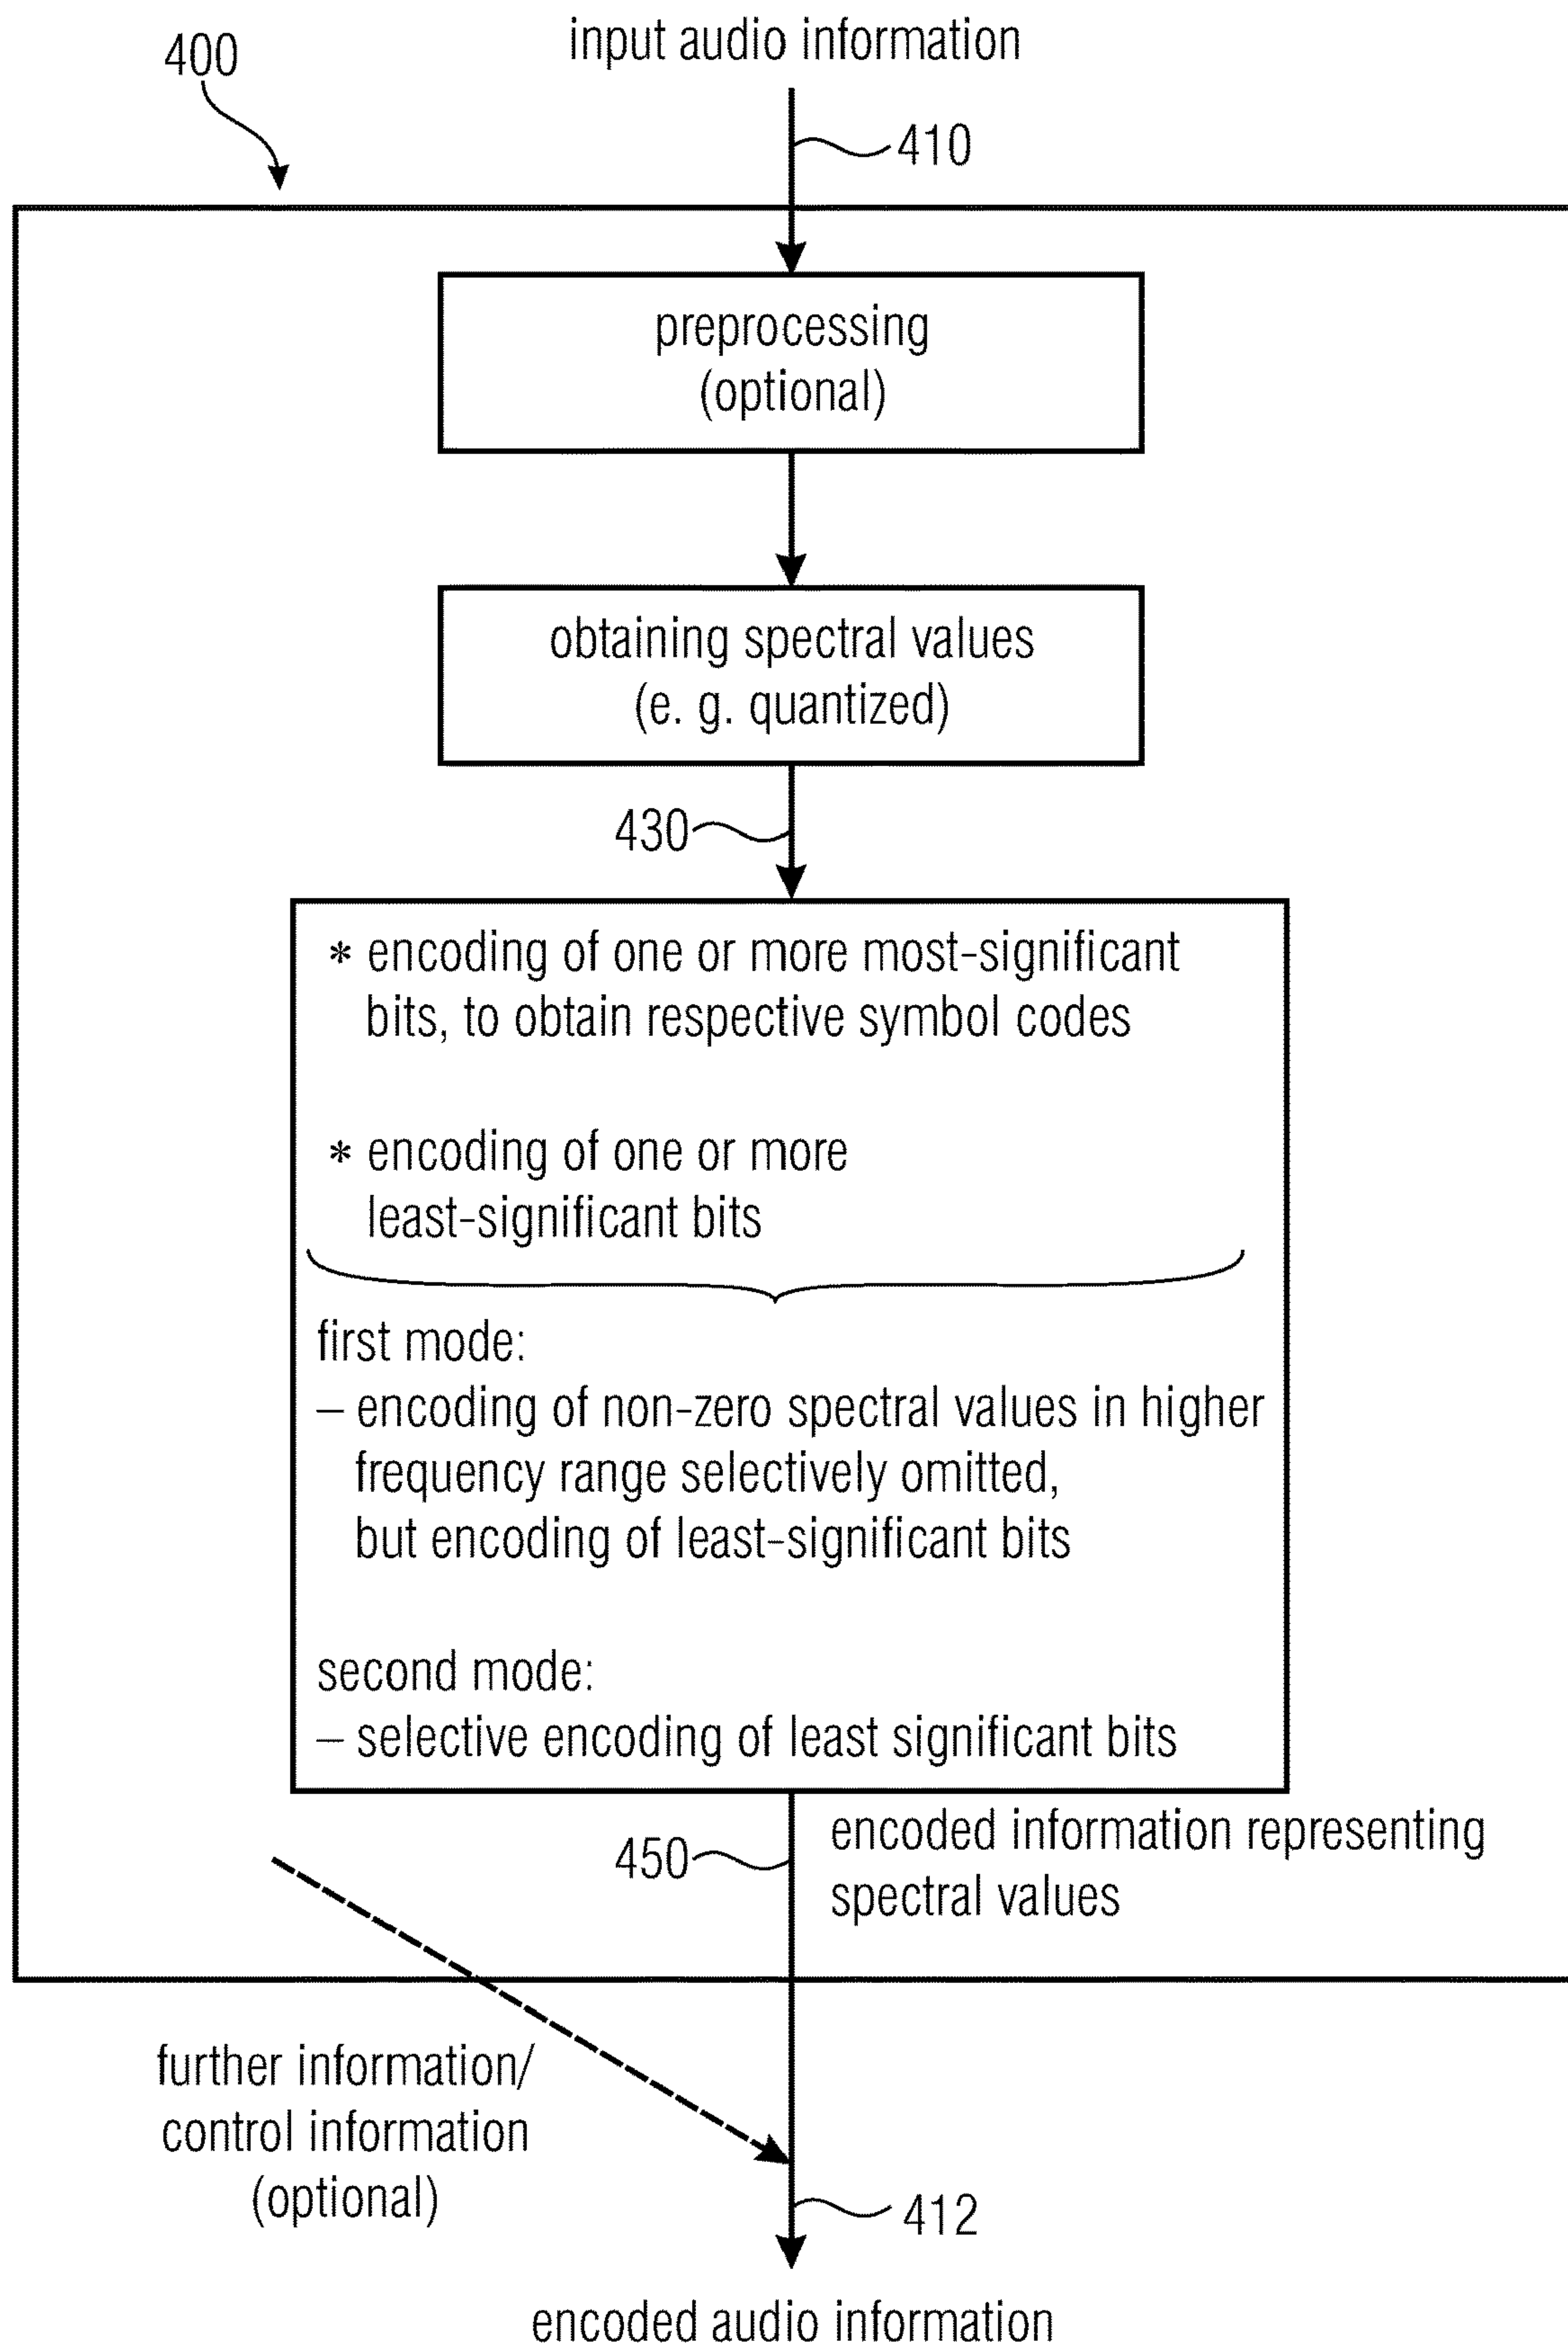 input audio information
400
410
preprocessing
(optional)
obtaining spectral values
(e. g. quantized)
430
* encoding of one or more most-significant
bits, to obtain respective symbol codes
* encoding of one or more
least-significant bits
first mode:
– encoding of non-zero spectral values in higher
frequency range selectively omitted,
but encoding of least-significant bits
second mode:
– selective encoding of least significant bits
450
encoded information representing
spectral values
further information/
control information
(optional)
412
encoded audio information